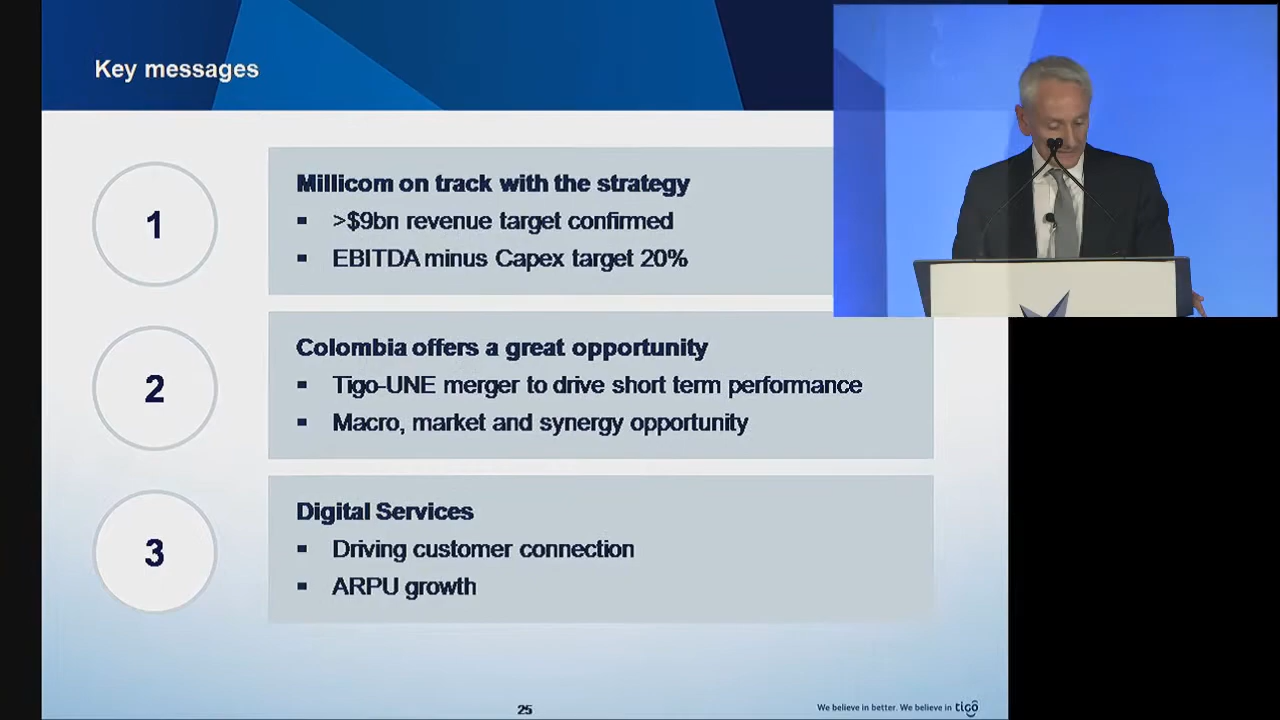 Key messages
1
Millicom on track with the strategy
▪ >$9bn revenue target confirmed
▪ EBITDA minus Capex target 20%
2
Colombia offers a great opportunity
▪ Tigo-UNE merger to drive short term performance
▪ Macro, market and synergy opportunity
3
Digital Services
▪ Driving customer connection
▪ ARPU growth
25
We believe in better. We believe in tigo